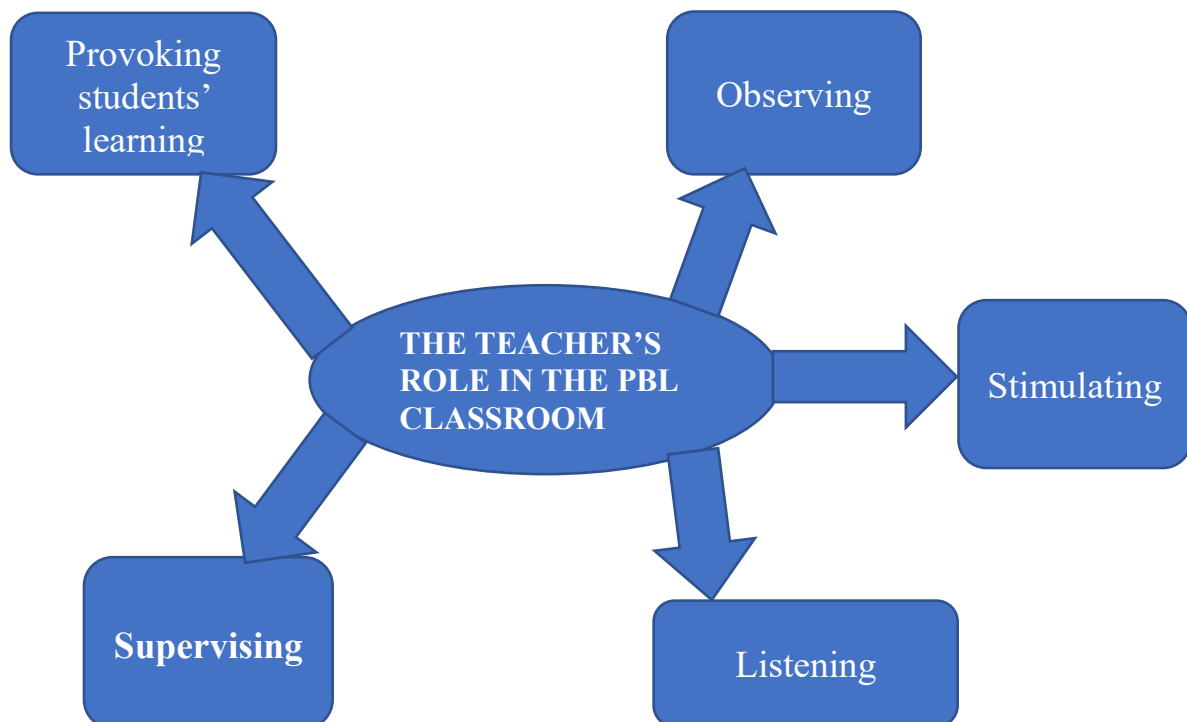 Provoking
students’
learning
Observing
THE TEACHER’S
ROLE IN THE PBL
CLASSROOM
Stimulating
Supervising
Listening